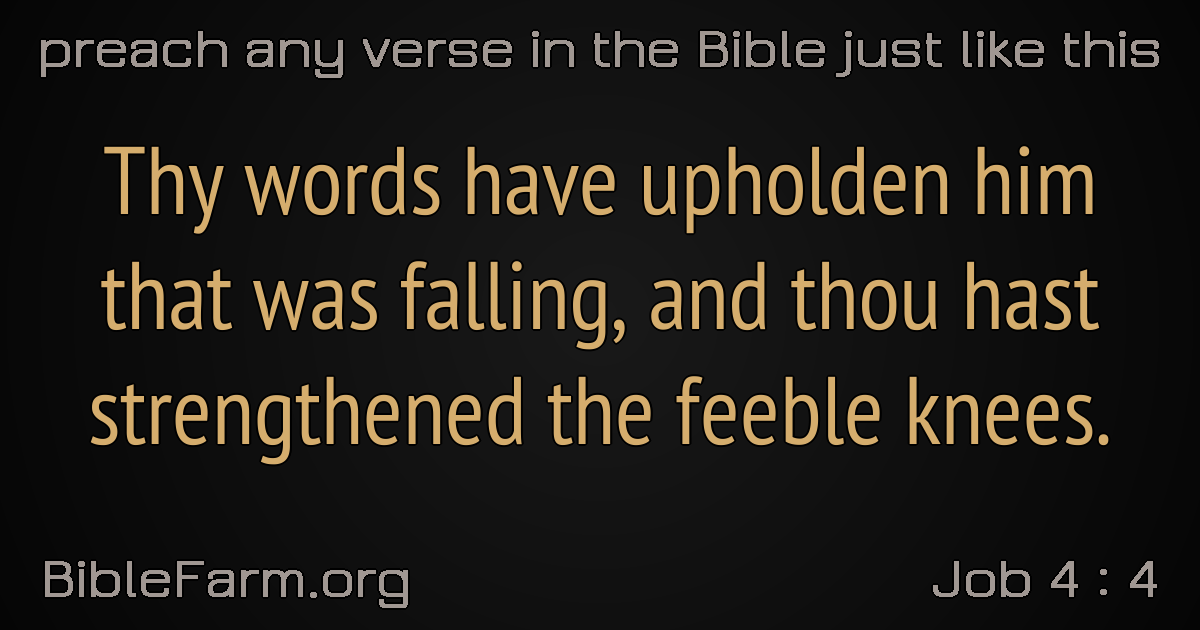 preach any verse in the Bible just like this
Thy words have upholden him
that was falling, and thou hast
strengthened the feeble knees.
BibleFarm.org
Job 4 : 4